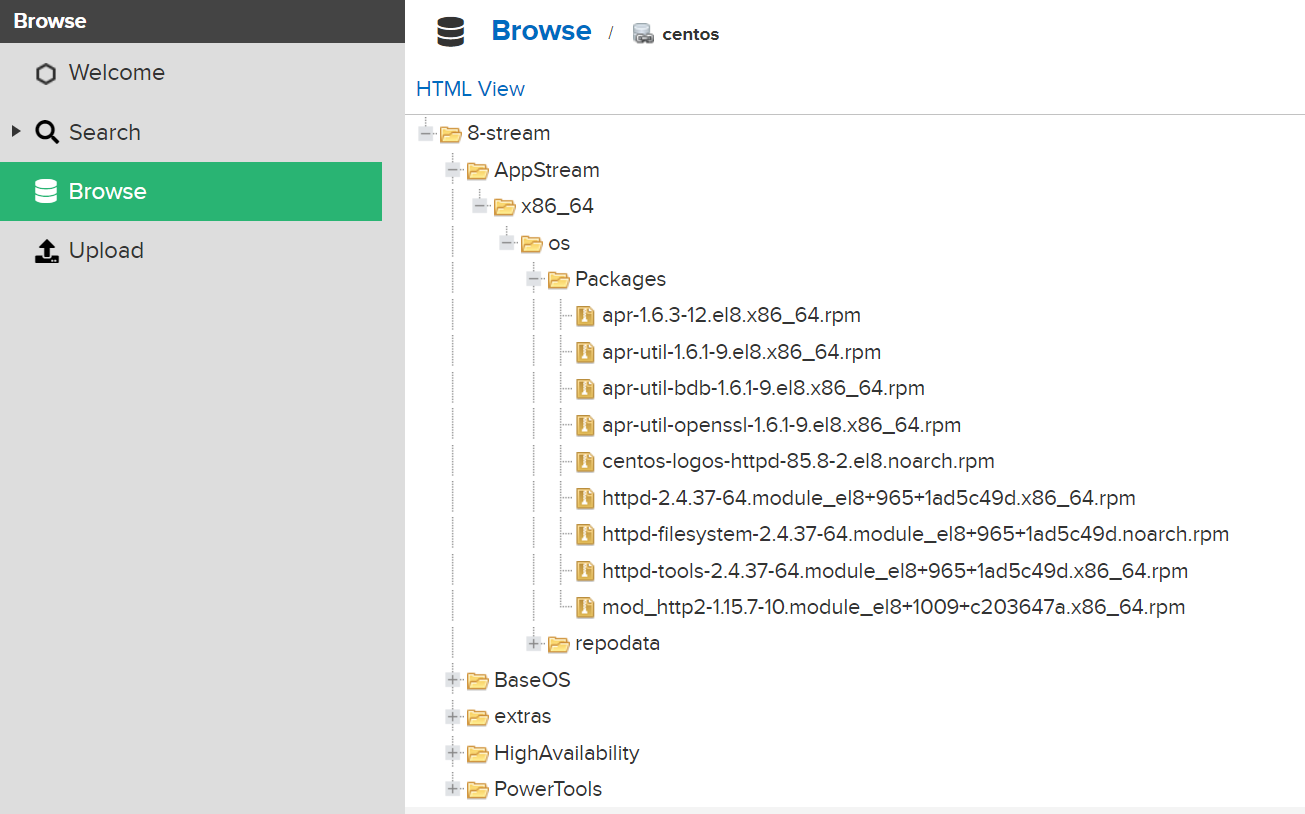 Browse
Welcome
Search
Browse
Upload
Browse / centos
HTML View
8-stream
AppStream
x86_64
os
Packages
apr-1.6.3-12.el8.x86_64.rpm
apr-util-1.6.1-9.el8.x86_64.rpm
apr-util-bdb-1.6.1-9.el8.x86_64.rpm
apr-util-openssl-1.6.1-9.el8.x86_64.rpm
centos-logos-httpd-85.8-2.el8.noarch.rpm
httpd-2.4.37-64.module_el8+965+1ad5c49d.x86_64.rpm
httpd-filesystem-2.4.37-64.module_el8+965+1ad5c49d.noarch.rpm
httpd-tools-2.4.37-64.module_el8+965+1ad5c49d.x86_64.rpm
mod_http2-1.15.7-10.module_el8+1009+c203647a.x86_64.rpm
repodata
BaseOS
extras
HighAvailability
PowerTools